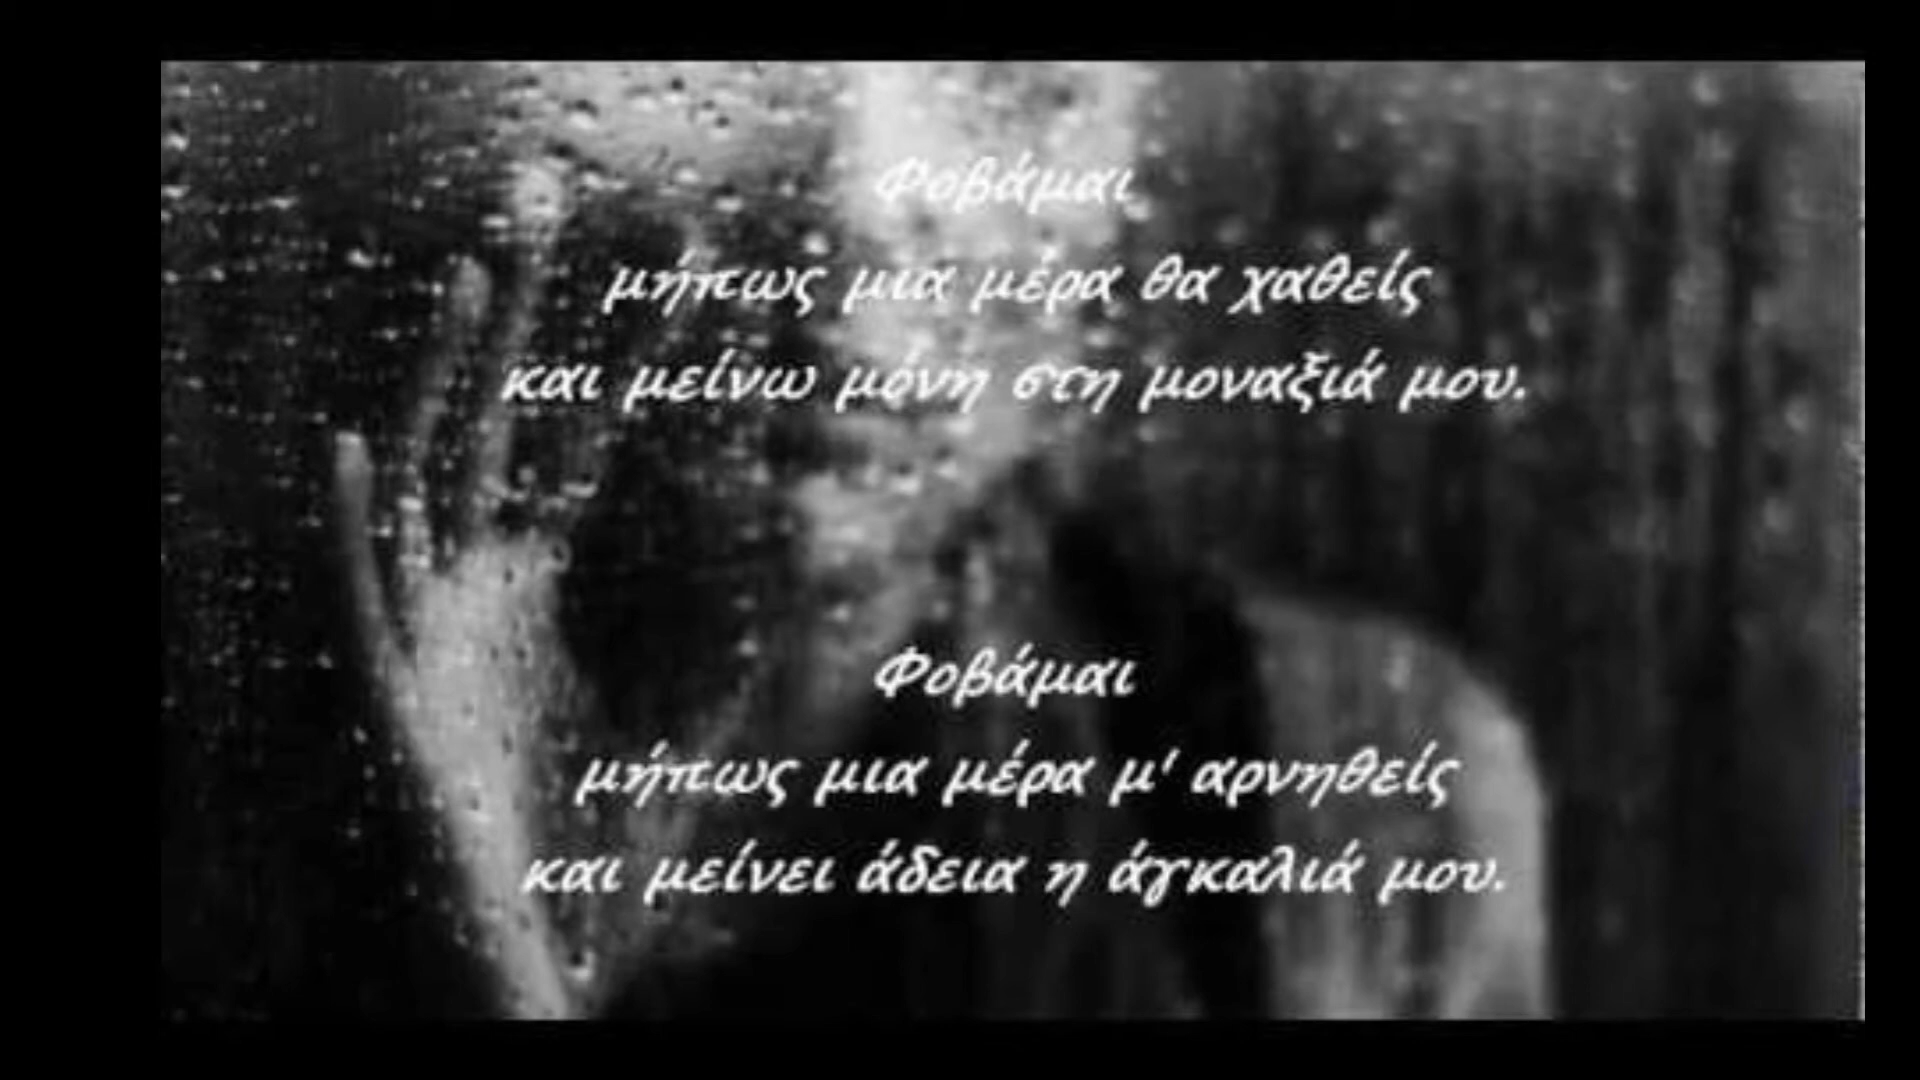 Φοβάμαι
μήπως μια μέρα θα χαθείς
και μείνω μόνη στη μοναξιά μου.
Φοβάμαι
μήπως μια μέρα μ' αρνηθείς
και μείνει άδεια η άγκαλιά μου.